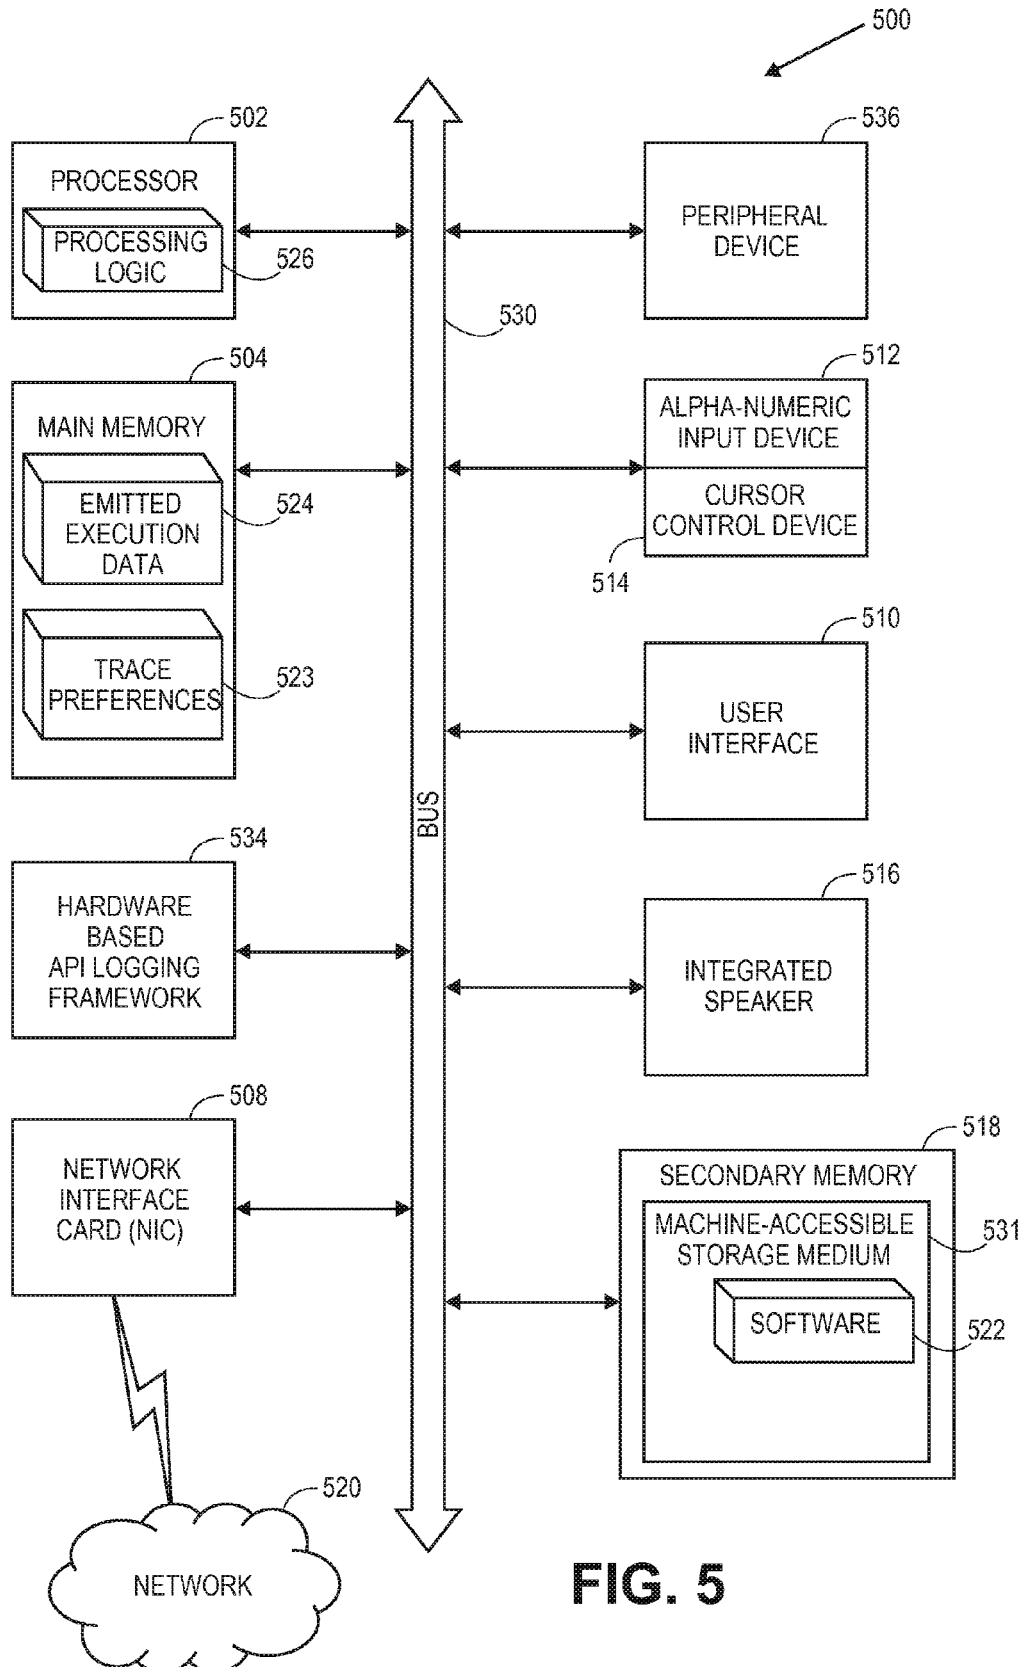 500
502
PROCESSOR
PROCESSING
LOGIC
526
536
PERIPHERAL
DEVICE
530
504
MAIN MEMORY
EMITTED
EXECUTION
DATA
524
TRACE
PREFERENCES
523
512
ALPHA-NUMERIC
INPUT DEVICE
CURSOR
CONTROL DEVICE
514
510
USER
INTERFACE
BUS
534
HARDWARE
BASED
API LOGGING
FRAMEWORK
516
INTEGRATED
SPEAKER
508
NETWORK
INTERFACE
CARD (NIC)
518
SECONDARY MEMORY
MACHINE-ACCESSIBLE
STORAGE MEDIUM
531
SOFTWARE
522
520
NETWORK
FIG. 5